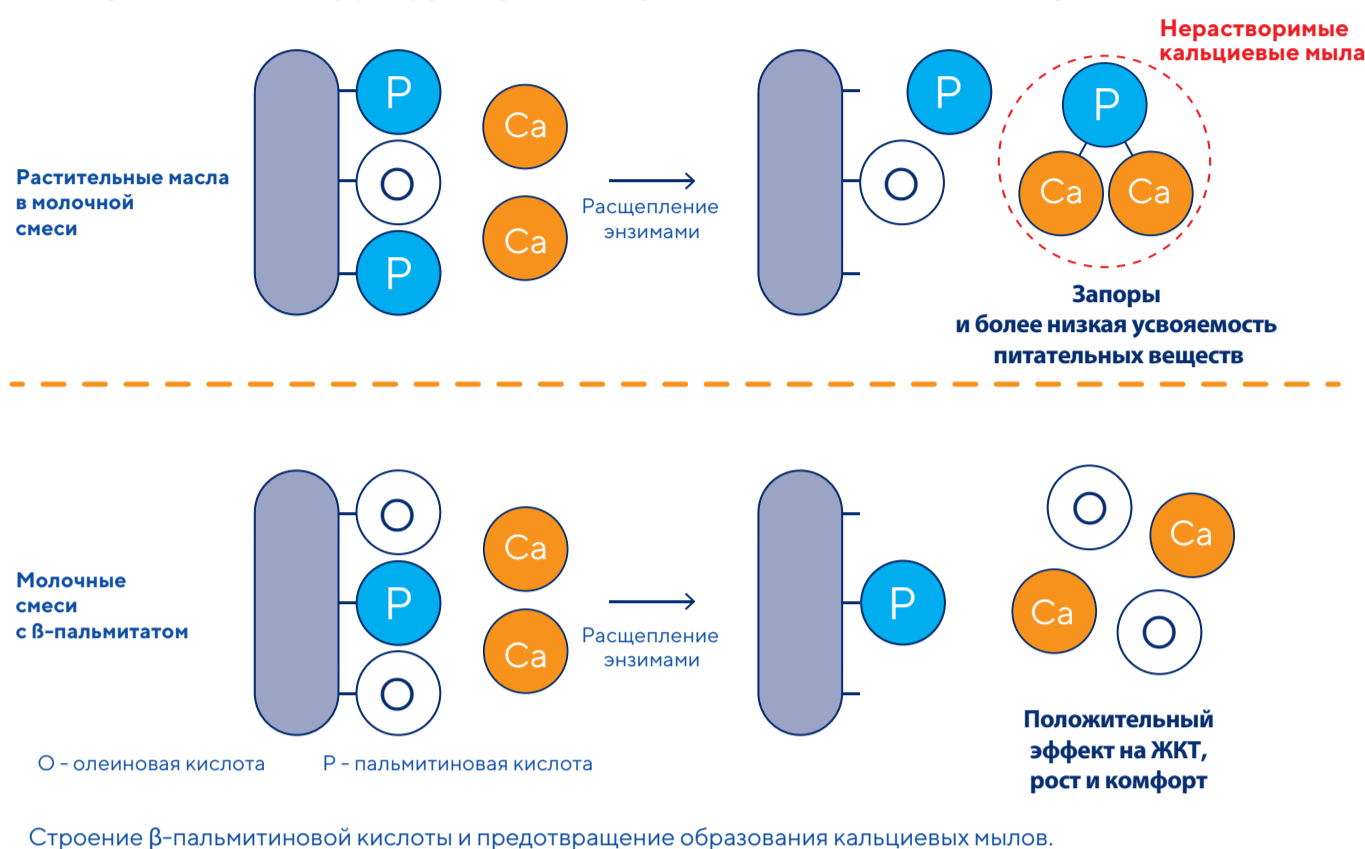 Нерастворимые
кальциевые мыла
P
Ca
P
P
Растительные масла
в молочной
смеси
O
Расщепление
энзимами
O
Ca
Ca
Ca
P
Запоры
и более низкая усвояемость
питательных веществ
O
O
Ca
Ca
Молочные
смеси
с ß-пальмитатом
P
Расщепление
энзимами
P
Ca
O
Ca
O
Положительный
эффект на ЖКТ,
рост и комфорт
О - олеиновая кислота
Р - пальмитиновая кислота
Строение β-пальмитиновой кислоты и предотвращение образования кальциевых мылов.